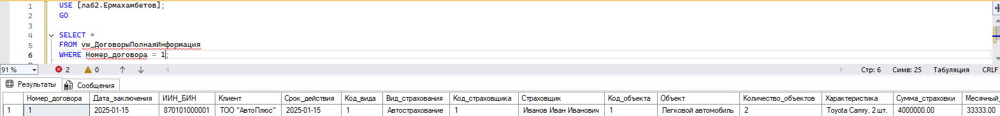 1 USE [лаб2.Ермахамбетов];
2 GO
3
4 SELECT *
5 FROM vw_ДоговорыПолнаяИнформация
6 WHERE Номер_договора = 1;
91 % 2 0 Стр: 6 Симв: 25 Табуляция CRLF
Результаты Сообщения
Номер_договора Дата_заключения ИИН_БИН Клиент Срок_действия Код_вида Вид_страхования Код_страховщика Страховщик Код_объекта Объект Количество_объектов Характеристика Сумма_страховки Месячный_
1 1 2025-01-15 870101000001 ТОО "АвтоПлюс" 2025-01-15 1 Автострахование 1 Иванов Иван Иванович 1 Легковой автомобиль 2 Toyota Camry, 2 шт. 4000000.00 33333.00